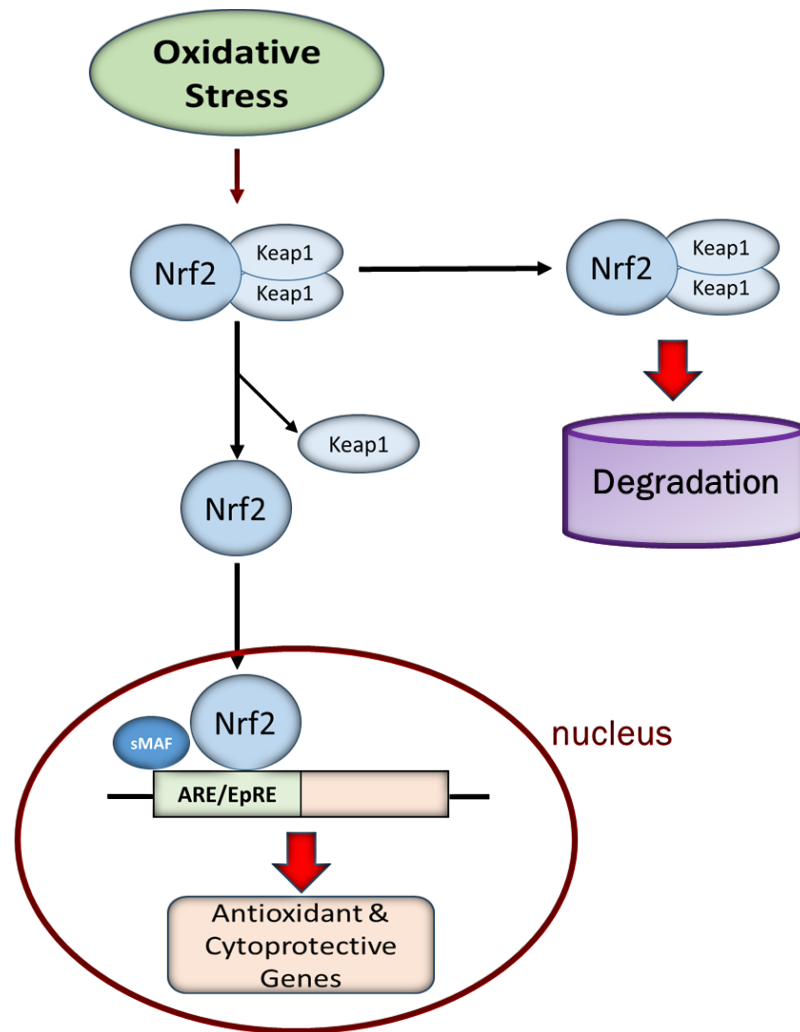 Oxidative
Stress
Nrf2
Keap1
Keap1
Nrf2
Keap1
Keap1
Keap1
Degradation
Nrf2
Nrf2
nucleus
sMAF
ARE/EpRE
Antioxidant &
Cytoprotective
Genes